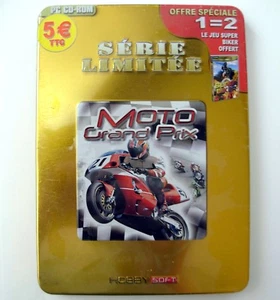 PC CD-ROM
OFFRE SPÉCIALE
1=2
LE JEU SUPER
BIKER
OFFERT
5€
TTC
SÉRIE
LIMITÉE
MOTO
Grand Prix
HOBBY SOFT